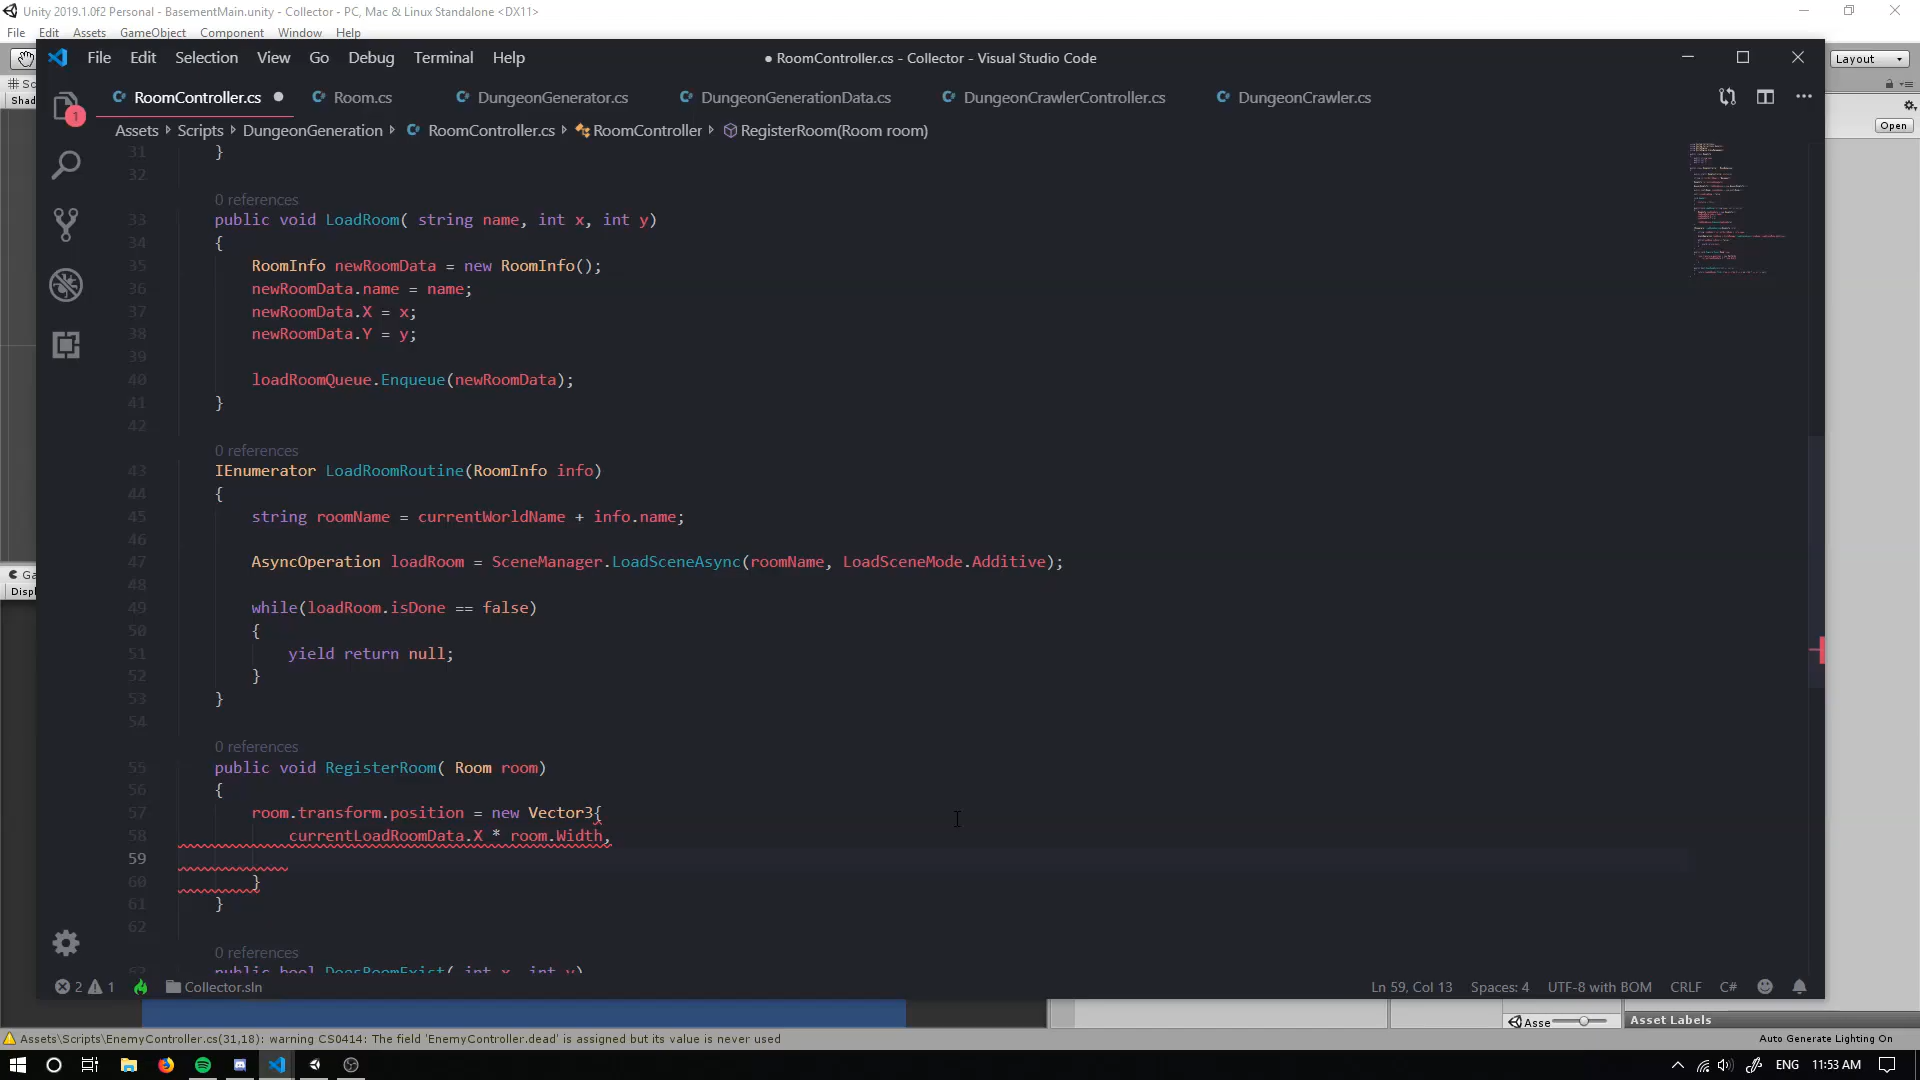 Unity 2019.1.0f2 Personal - BasementMain.unity - Collector - PC, Mac & Linux Standalone <DX11>
File Edit Assets GameObject Component Window Help
File Edit Selection View Go Debug Terminal Help
● RoomController.cs - Collector - Visual Studio Code
Layout
Shad
RoomController.cs Room.cs DungeonGenerator.cs DungeonGenerationData.cs DungeonCrawlerController.cs DungeonCrawler.cs
1
Open
Assets Scripts DungeonGeneration RoomController.cs RoomController RegisterRoom(Room room)
31 }
32
0 references
33 public void LoadRoom( string name, int x, int y)
34 {
35 RoomInfo newRoomData = new RoomInfo();
36 newRoomData.name = name;
37 newRoomData.X = x;
38 newRoomData.Y = y;
39
40 loadRoomQueue.Enqueue(newRoomData);
41 }
42
0 references
43 IEnumerator LoadRoomRoutine(RoomInfo info)
44 {
45 string roomName = currentWorldName + info.name;
46
47 AsyncOperation loadRoom = SceneManager.LoadSceneAsync(roomName, LoadSceneMode.Additive);
48
49 while(loadRoom.isDone == false)
50 {
51 yield return null;
52 }
53 }
54
0 references
55 public void RegisterRoom( Room room)
56 {
57 room.transform.position = new Vector3{
58 currentLoadRoomData.X * room.Width,
59
60 }
61 }
62
0 references
public bool DoesRoomExist( int x, int y)
Ga
Displ
2 1 Collector.sln Ln 59, Col 13 Spaces: 4 UTF-8 with BOM CRLF C#
Asse Asset Labels
Assets\Scripts\EnemyController.cs(31,18): warning CS0414: The field 'EnemyController.dead' is assigned but its value is never used
Auto Generate Lighting On
ENG 11:53 AM